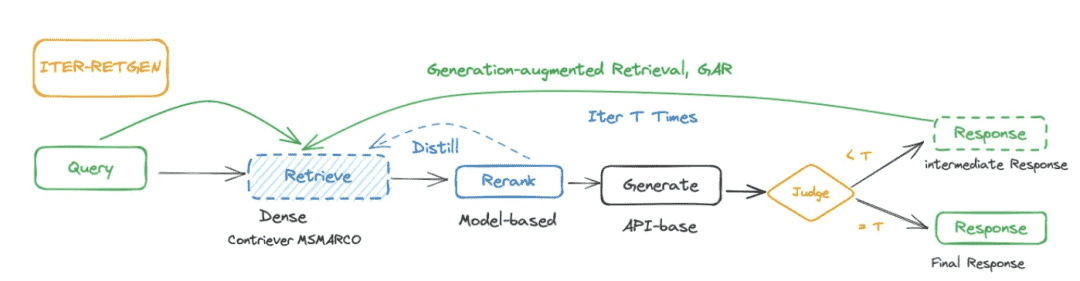 ITER-RETGEN
Generation-augmented Retrieval, GAR
Iter T Times
Query
Distill
Retrieve
Rerank
Generate
Judge
< T
= T
Response
intermediate Response
Dense
Contriever MSMARCO
Model-based
API-base
Response
Final Response